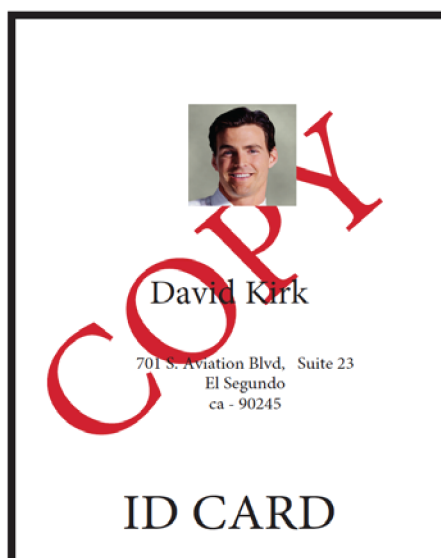 COPY
David Kirk
701 S. Aviation Blvd, Suite 23
El Segundo
ca - 90245
ID CARD